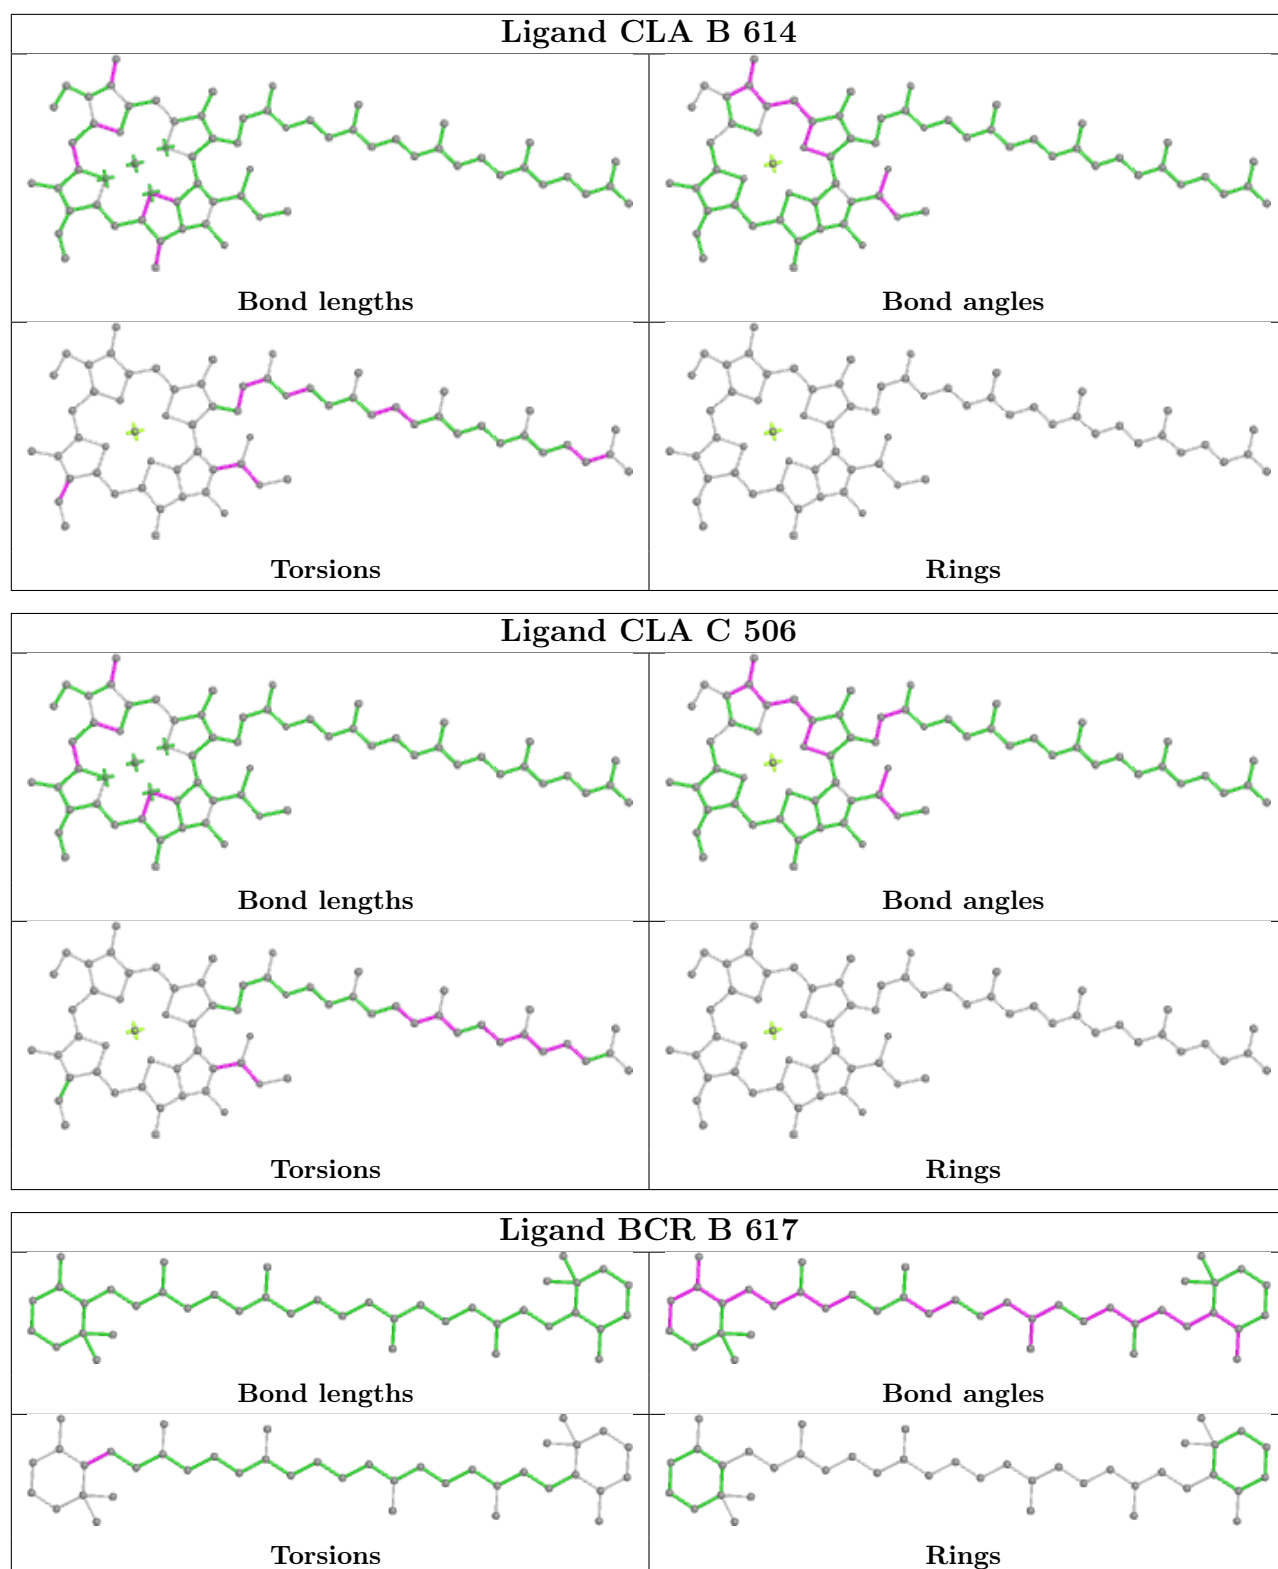 Ligand CLA B 614
Bond lengths
Bond angles
Torsions
Rings
Ligand CLA C 506
Bond lengths
Bond angles
Torsions
Rings
Ligand BCR B 617
Bond lengths
Bond angles
Torsions
Rings